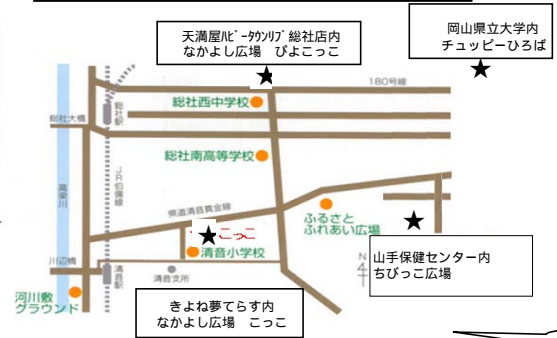 天満屋ﾊﾋﾟｰﾀｳﾝﾘﾌﾞ総社店内
なかよし広場 ぴよこっこ
岡山県立大学内
チュッピーひろば
180号線
総社西中学校
総社駅
総社大橋
総社南高等学校
JR伯備線
高梁川
県道清音真金線
ふるさと
ふれあい広場
こっこ
清音小学校
山手保健センター内
ちびっこ広場
川辺橋
清音駅
清音支所
N
4
河川敷
グラウンド
きよね夢てらす内
なかよし広場 こっこ